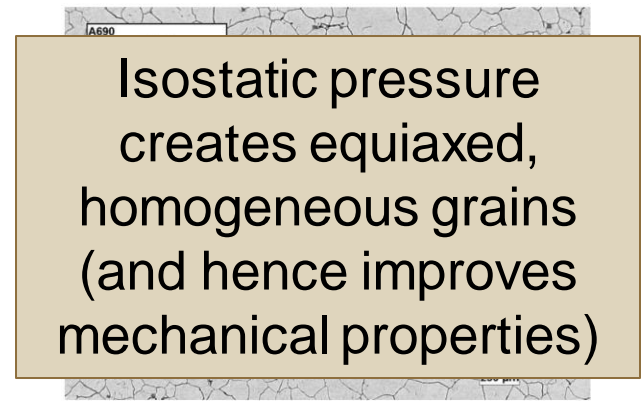 A690
Isostatic pressure
creates equiaxed,
homogeneous grains
(and hence improves
mechanical properties)